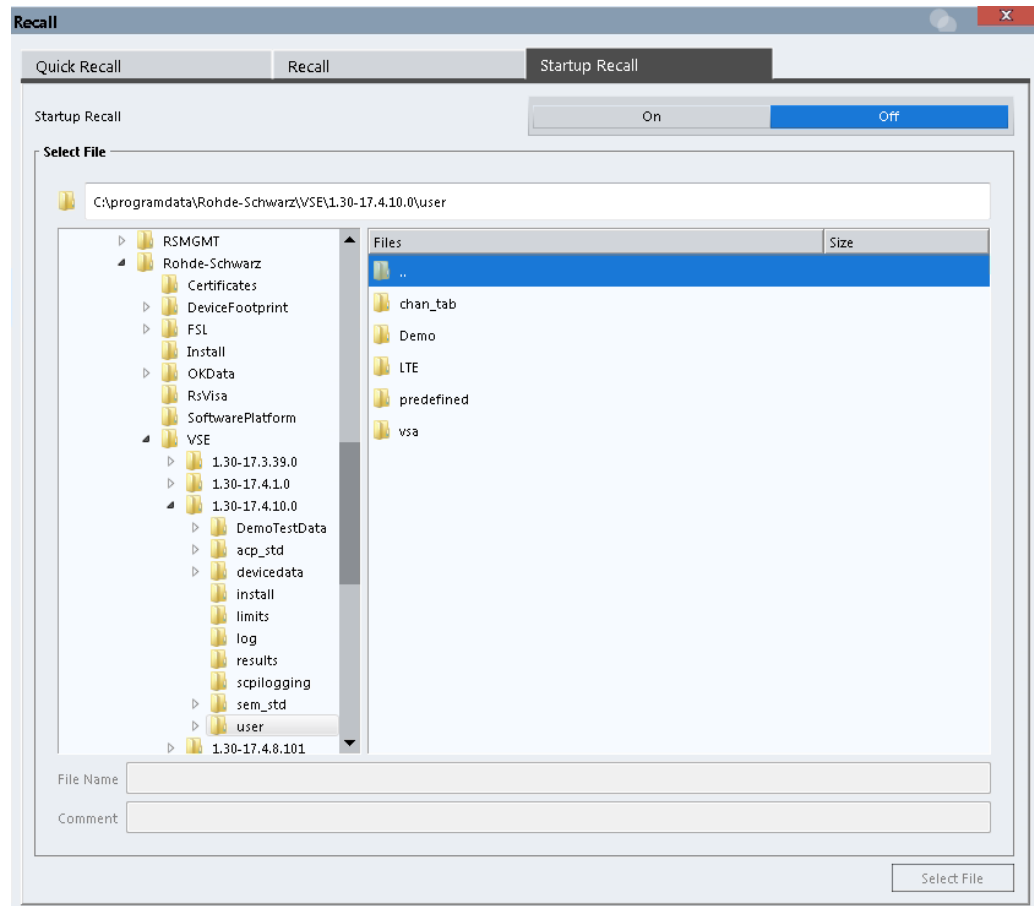 Recall
Quick Recall
Recall
Startup Recall
Startup Recall
On
Off
Select File
C:\programdata\Rohde-Schwarz\VSE\1.30-17.4.10.0\user
RSMGMT
Rohde-Schwarz
Certificates
DeviceFootprint
FSL
Install
OKData
RsVisa
SoftwarePlatform
VSE
1.30-17.3.39.0
1.30-17.4.1.0
1.30-17.4.10.0
DemoTestData
acp_std
devicedata
install
limits
log
results
scpilogging
sem_std
user
1.30-17.4.8.101
Files
Size
..
chan_tab
Demo
LTE
predefined
vsa
File Name
Comment
Select File